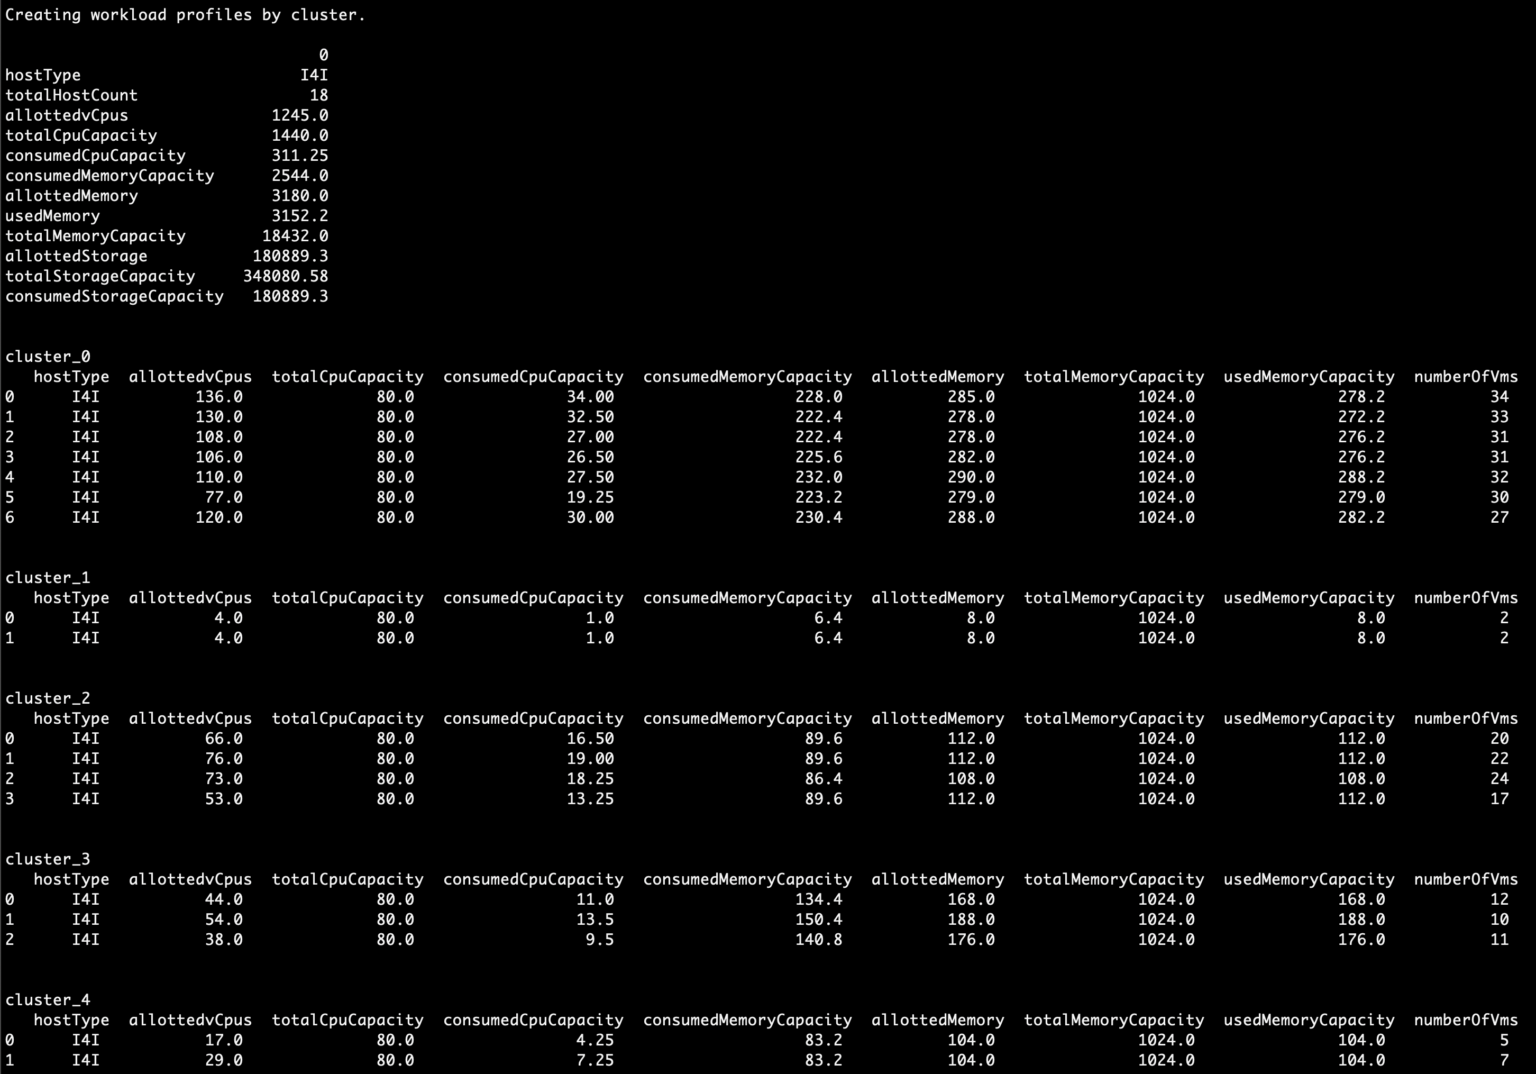 Creating workload profiles by cluster.
0
hostType I4I
totalHostCount 18
allottedvCpus 1245.0
totalCpuCapacity 1440.0
consumedCpuCapacity 311.25
consumedMemoryCapacity 2544.0
allottedMemory 3180.0
usedMemory 3152.2
totalMemoryCapacity 18432.0
allottedStorage 180889.3
totalStorageCapacity 348080.58
consumedStorageCapacity 180889.3
cluster_0
hostType allottedvCpus totalCpuCapacity consumedCpuCapacity consumedMemoryCapacity allottedMemory totalMemoryCapacity usedMemoryCapacity numberOfVms
0 I4I 136.0 80.0 34.00 228.0 285.0 1024.0 278.2 34
1 I4I 130.0 80.0 32.50 222.4 278.0 1024.0 272.2 33
2 I4I 108.0 80.0 27.00 222.4 278.0 1024.0 276.2 31
3 I4I 106.0 80.0 26.50 225.6 282.0 1024.0 276.2 31
4 I4I 110.0 80.0 27.50 232.0 290.0 1024.0 288.2 32
5 I4I 77.0 80.0 19.25 223.2 279.0 1024.0 279.0 30
6 I4I 120.0 80.0 30.00 230.4 288.0 1024.0 282.2 27
cluster_1
hostType allottedvCpus totalCpuCapacity consumedCpuCapacity consumedMemoryCapacity allottedMemory totalMemoryCapacity usedMemoryCapacity numberOfVms
0 I4I 4.0 80.0 1.0 6.4 8.0 1024.0 8.0 2
1 I4I 4.0 80.0 1.0 6.4 8.0 1024.0 8.0 2
cluster_2
hostType allottedvCpus totalCpuCapacity consumedCpuCapacity consumedMemoryCapacity allottedMemory totalMemoryCapacity usedMemoryCapacity numberOfVms
0 I4I 66.0 80.0 16.50 89.6 112.0 1024.0 112.0 20
1 I4I 76.0 80.0 19.00 89.6 112.0 1024.0 112.0 22
2 I4I 73.0 80.0 18.25 86.4 108.0 1024.0 108.0 24
3 I4I 53.0 80.0 13.25 89.6 112.0 1024.0 112.0 17
cluster_3
hostType allottedvCpus totalCpuCapacity consumedCpuCapacity consumedMemoryCapacity allottedMemory totalMemoryCapacity usedMemoryCapacity numberOfVms
0 I4I 44.0 80.0 11.0 134.4 168.0 1024.0 168.0 12
1 I4I 54.0 80.0 13.5 150.4 188.0 1024.0 188.0 10
2 I4I 38.0 80.0 9.5 140.8 176.0 1024.0 176.0 11
cluster_4
hostType allottedvCpus totalCpuCapacity consumedCpuCapacity consumedMemoryCapacity allottedMemory totalMemoryCapacity usedMemoryCapacity numberOfVms
0 I4I 17.0 80.0 4.25 83.2 104.0 1024.0 104.0 5
1 I4I 29.0 80.0 7.25 83.2 104.0 1024.0 104.0 7